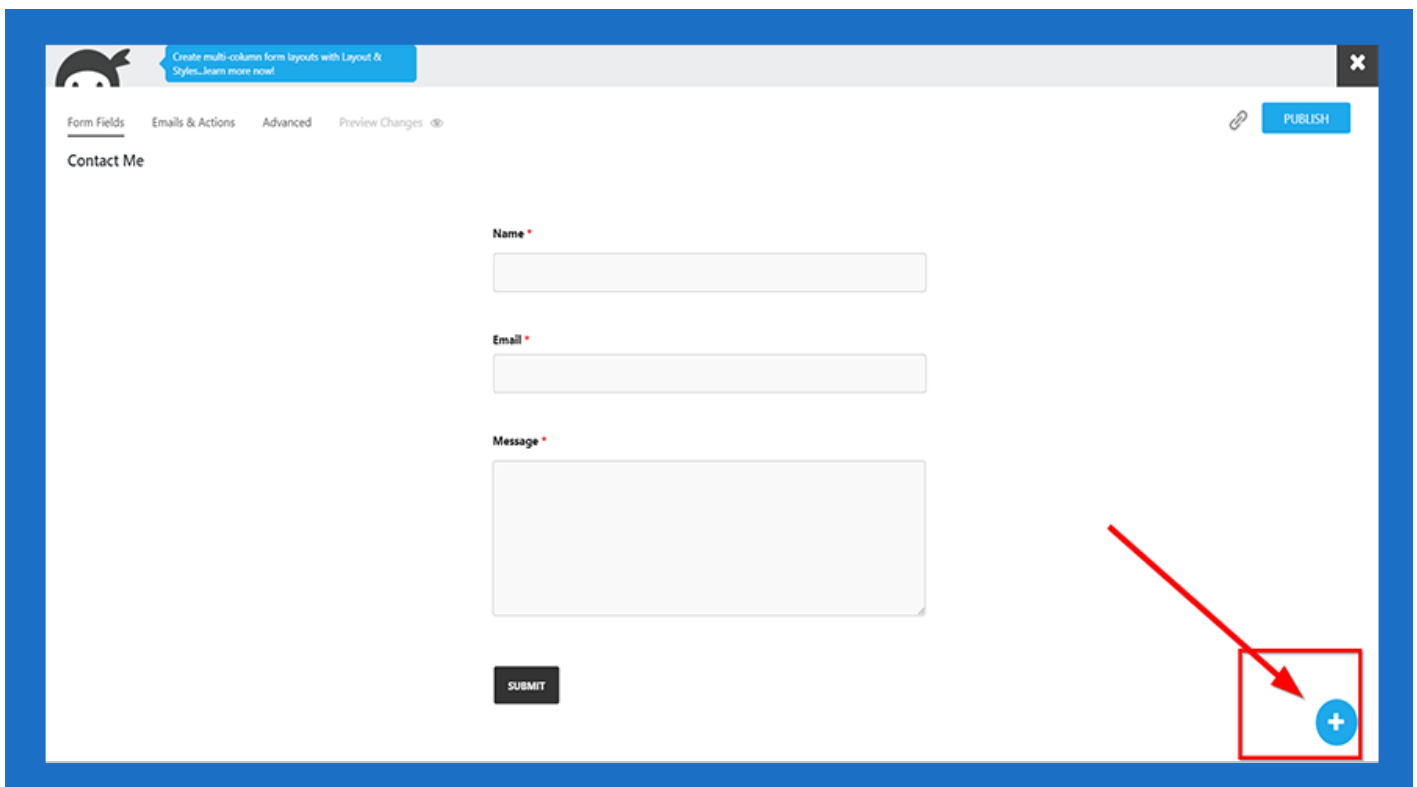 Create multi-column form layouts with Layout &
Styles...learn more now!
Form Fields Emails & Actions Advanced Preview Changes
PUBLISH
Contact Me
Name *
Email *
Message *
SUBMIT